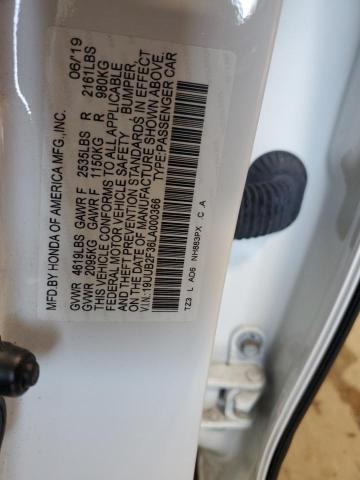 MFD.BY HONDA OF AMERICA MFG.,INC. 06/19
GVWR 4619LBS GAWR F 2535LBS R 2161LBS
GVWR 2095KG GAWR F 1150KG R 980KG
THIS VEHICLE CONFORMS TO ALL APPLICABLE
FEDERAL MOTOR VEHICLE SAFETY, BUMPER,
AND THEFT PREVENTION STANDARDS IN EFFECT
ON THE DATE OF MANUFACTURE SHOWN ABOVE.
V.I.N:19UUB2F36LA000366 TYPE:PASSENGER CAR
TZ3 L AD5 NH883PX C A